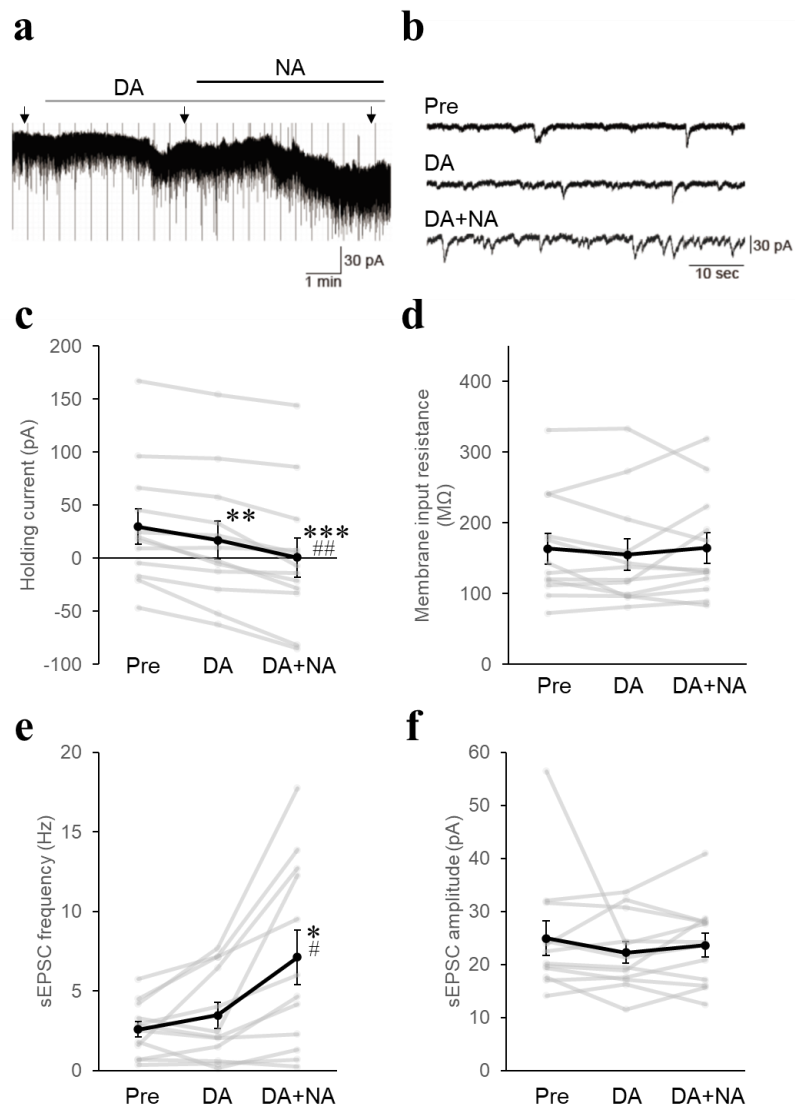 a
DA
NA
30 pA
1 min
b
Pre
DA
DA+NA
30 pA
10 sec
c
Holding current (pA)
200
150
100
50
0
-50
-100
**
***
##
Pre DA DA+NA
d
Membrane input resistance
(MΩ)
400
300
200
100
0
Pre DA DA+NA
e
sEPSC frequency (Hz)
20
15
10
5
0
*
#
Pre DA DA+NA
f
sEPSC amplitude (pA)
60
50
40
30
20
10
0
Pre DA DA+NA